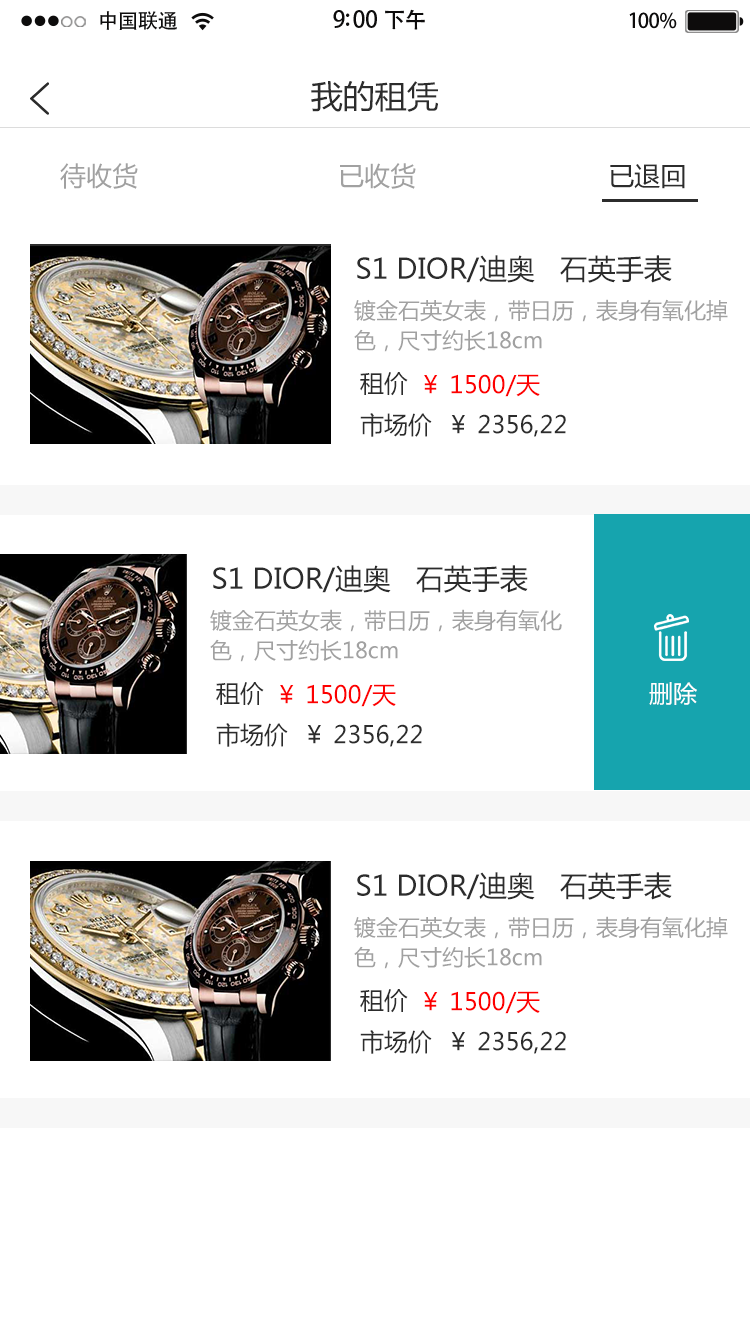 中国联通 9:00 下午 100%
我的租凭
待收货 已收货 已退回
S1 DIOR/迪奥 石英手表
镀金石英女表，带日历，表身有氧化掉
色，尺寸约长18cm
租价 ¥ 1500/天
市场价 ¥ 2356,22
S1 DIOR/迪奥 石英手表
镀金石英女表，带日历，表身有氧化
色，尺寸约长18cm
租价 ¥ 1500/天
市场价 ¥ 2356,22
删除
S1 DIOR/迪奥 石英手表
镀金石英女表，带日历，表身有氧化掉
色，尺寸约长18cm
租价 ¥ 1500/天
市场价 ¥ 2356,22